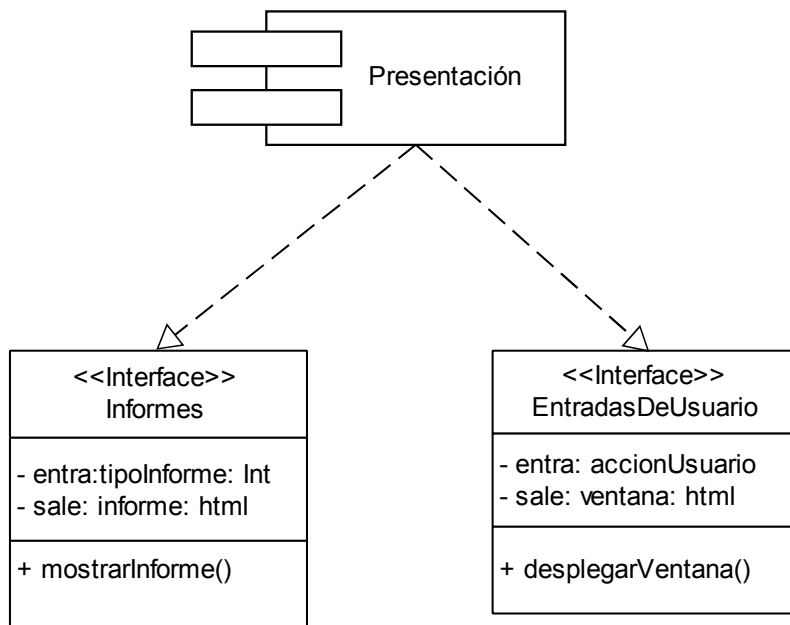 Presentación
<<Interface>>
Informes
- entra:tipoInforme: Int
- sale: informe: html
+ mostrarInforme()
<<Interface>>
EntradasDeUsuario
- entra: accionUsuario
- sale: ventana: html
+ desplegarVentana()